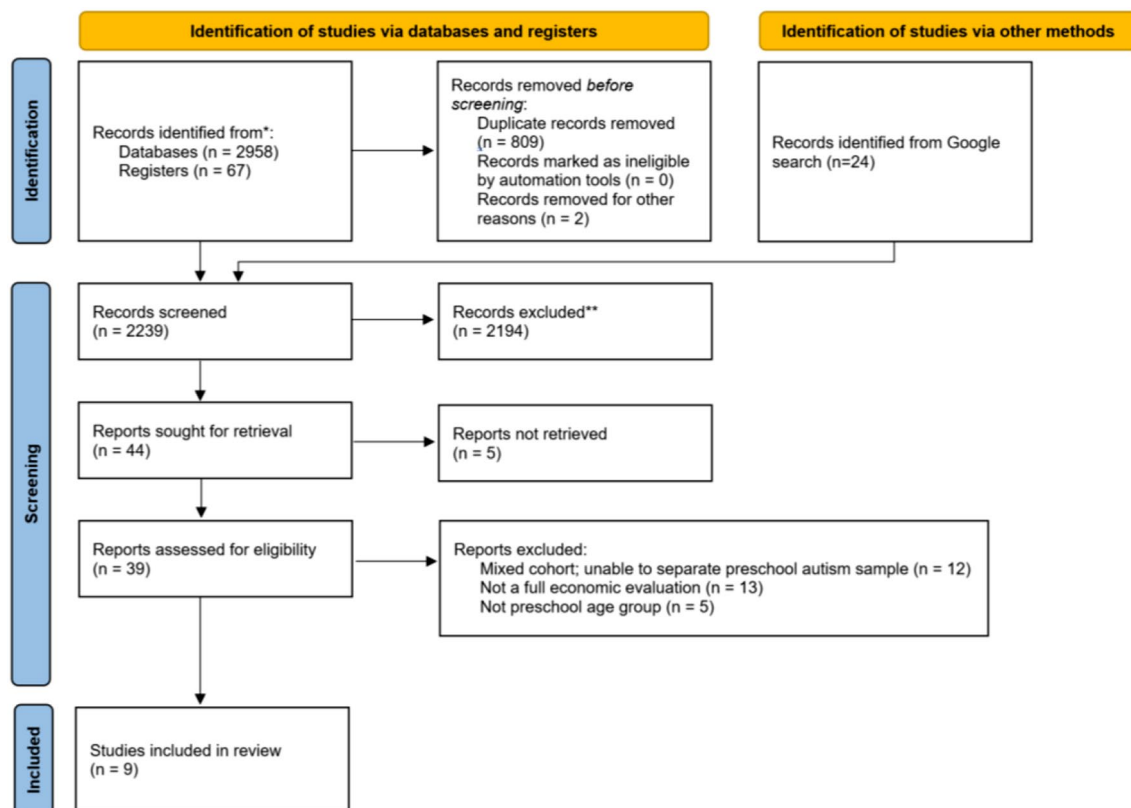 Identification of studies via databases and registers
Identification of studies via other methods
Identification
Records identified from*:
Databases (n = 2958)
Registers (n = 67)
Records removed before
screening:
Duplicate records removed
(n = 809)
Records marked as ineligible
by automation tools (n = 0)
Records removed for other
reasons (n = 2)
Records identified from Google
search (n=24)
Screening
Records screened
(n = 2239)
Records excluded**
(n = 2194)
Reports sought for retrieval
(n = 44)
Reports not retrieved
(n = 5)
Reports assessed for eligibility
(n = 39)
Reports excluded:
Mixed cohort; unable to separate preschool autism sample (n = 12)
Not a full economic evaluation (n = 13)
Not preschool age group (n = 5)
Included
Studies included in review
(n = 9)